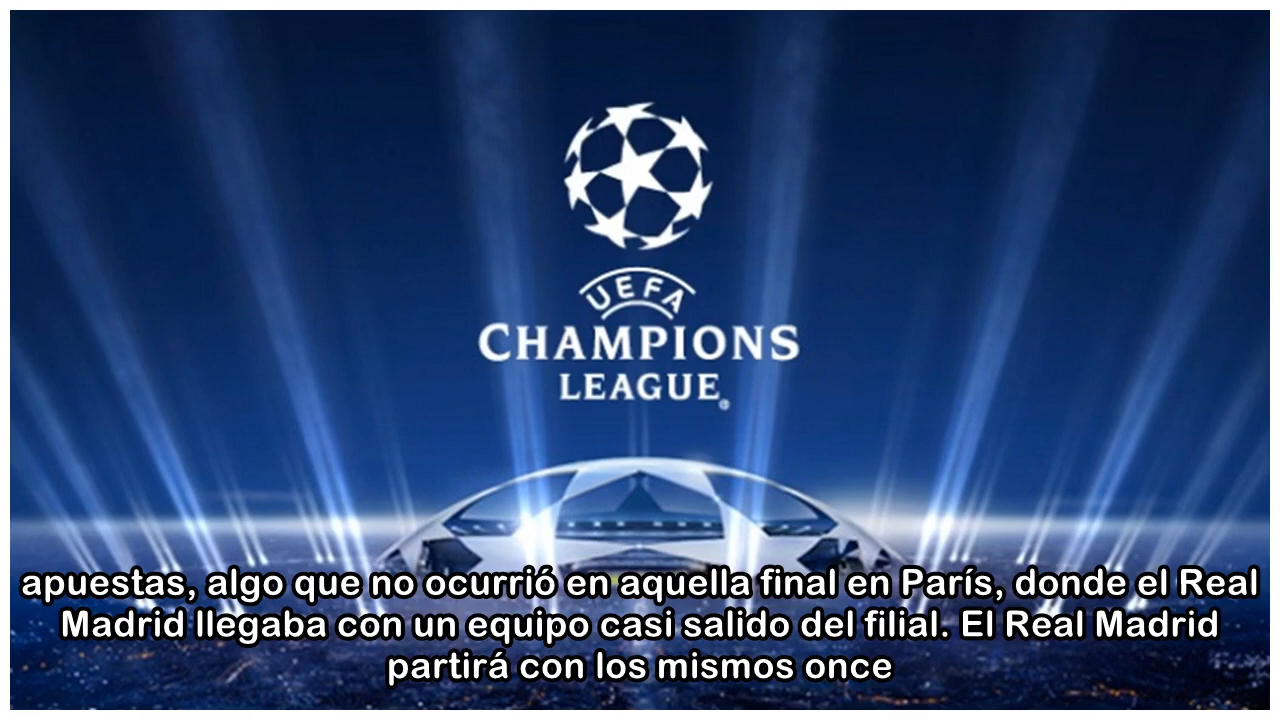 UEFA
CHAMPIONS
LEAGUE®
apuestas, algo que no ocurrió en aquella final en París, donde el Real
Madrid llegaba con un equipo casi salido del filial. El Real Madrid
partirá con los mismos once